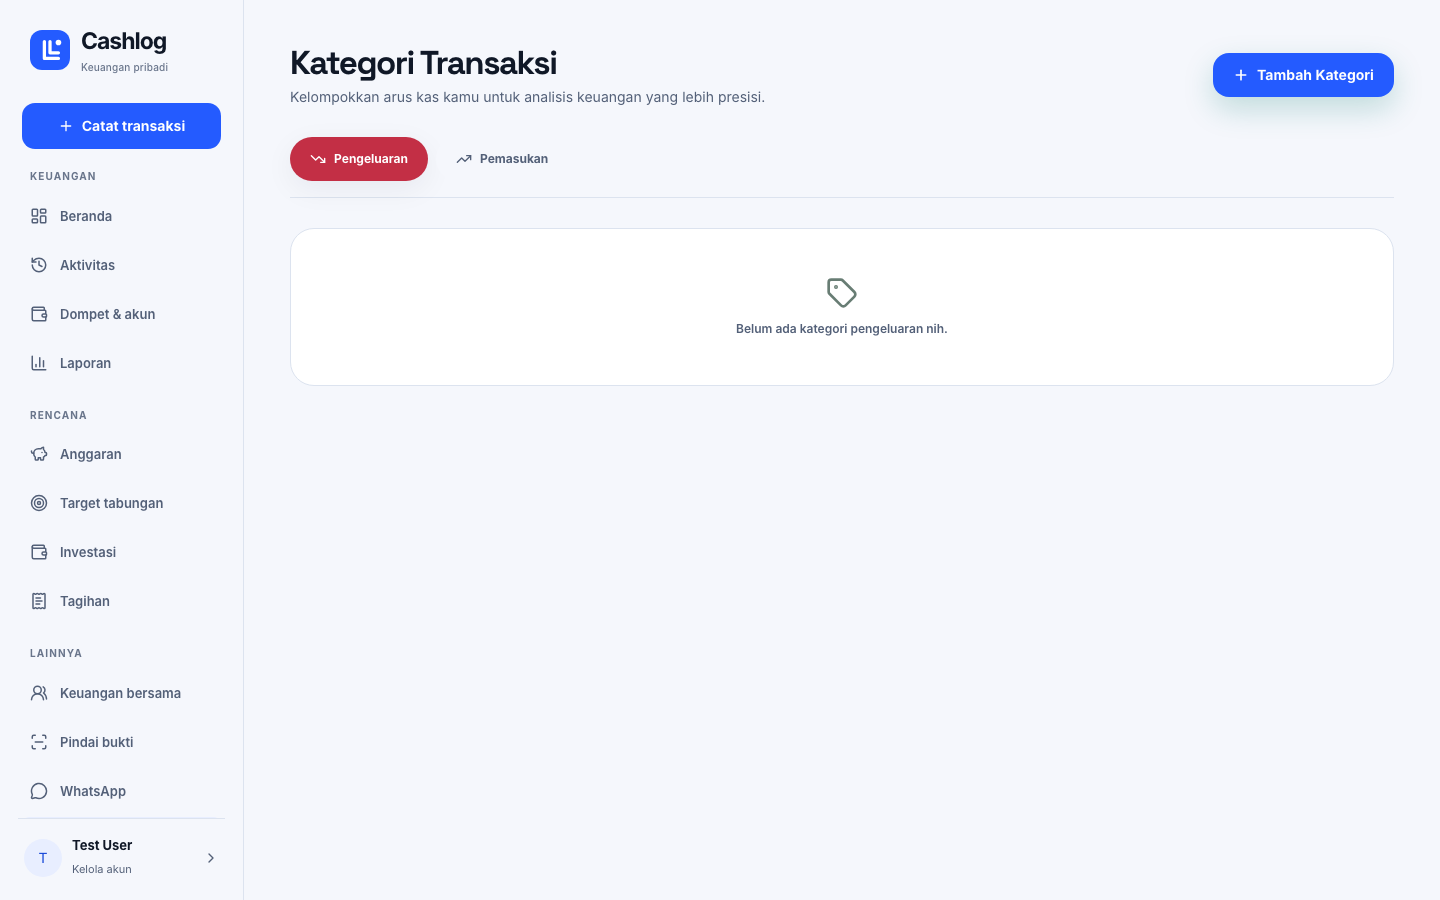 Cashlog
Keuangan pribadi
Catat transaksi
KEUANGAN
Beranda
Aktivitas
Dompet & akun
Laporan
RENCANA
Anggaran
Target tabungan
Investasi
Tagihan
LAINNYA
Keuangan bersama
Pindai bukti
WhatsApp
T
Test User
Kelola akun
Kategori Transaksi
Kelompokkan arus kas kamu untuk analisis keuangan yang lebih presisi.
Tambah Kategori
Pengeluaran
Pemasukan
Belum ada kategori pengeluaran nih.